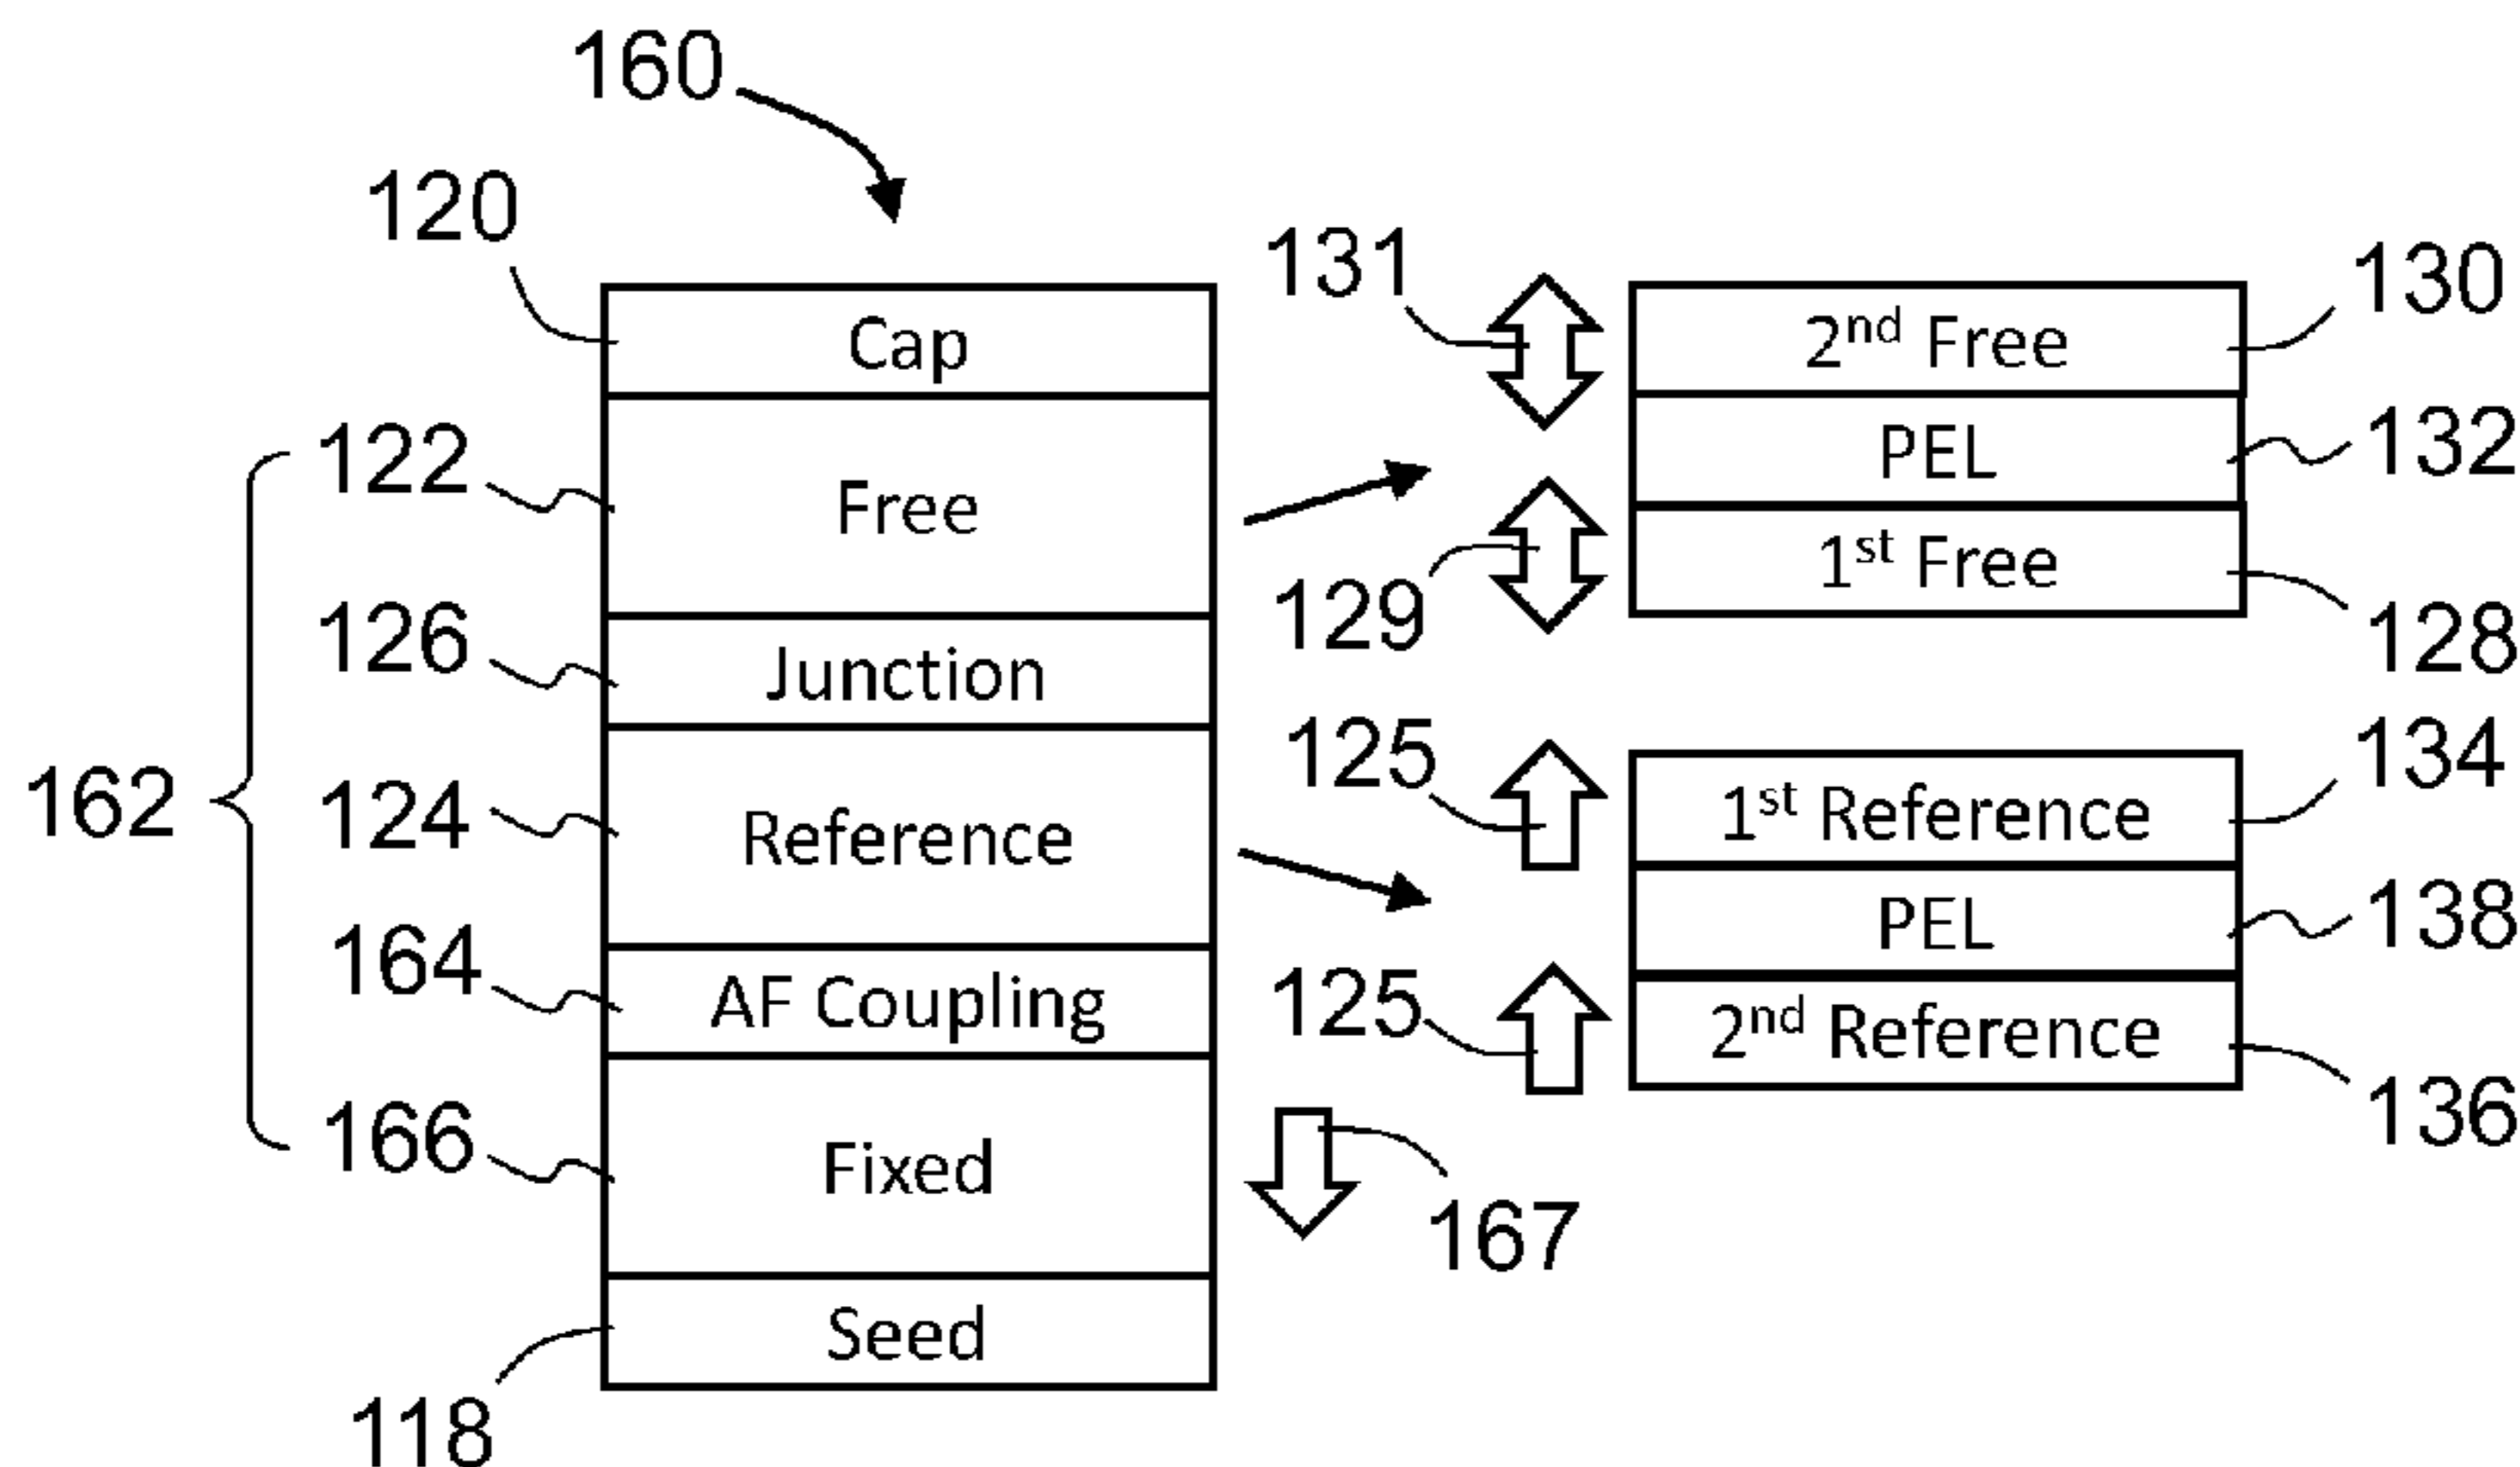 160
120
Cap
131
2nd Free
130
122
Free
PEL
132
129
1st Free
128
126
Junction
125
1st Reference
134
162
124
Reference
PEL
138
164
AF Coupling
125
2nd Reference
136
166
Fixed
167
Seed
118